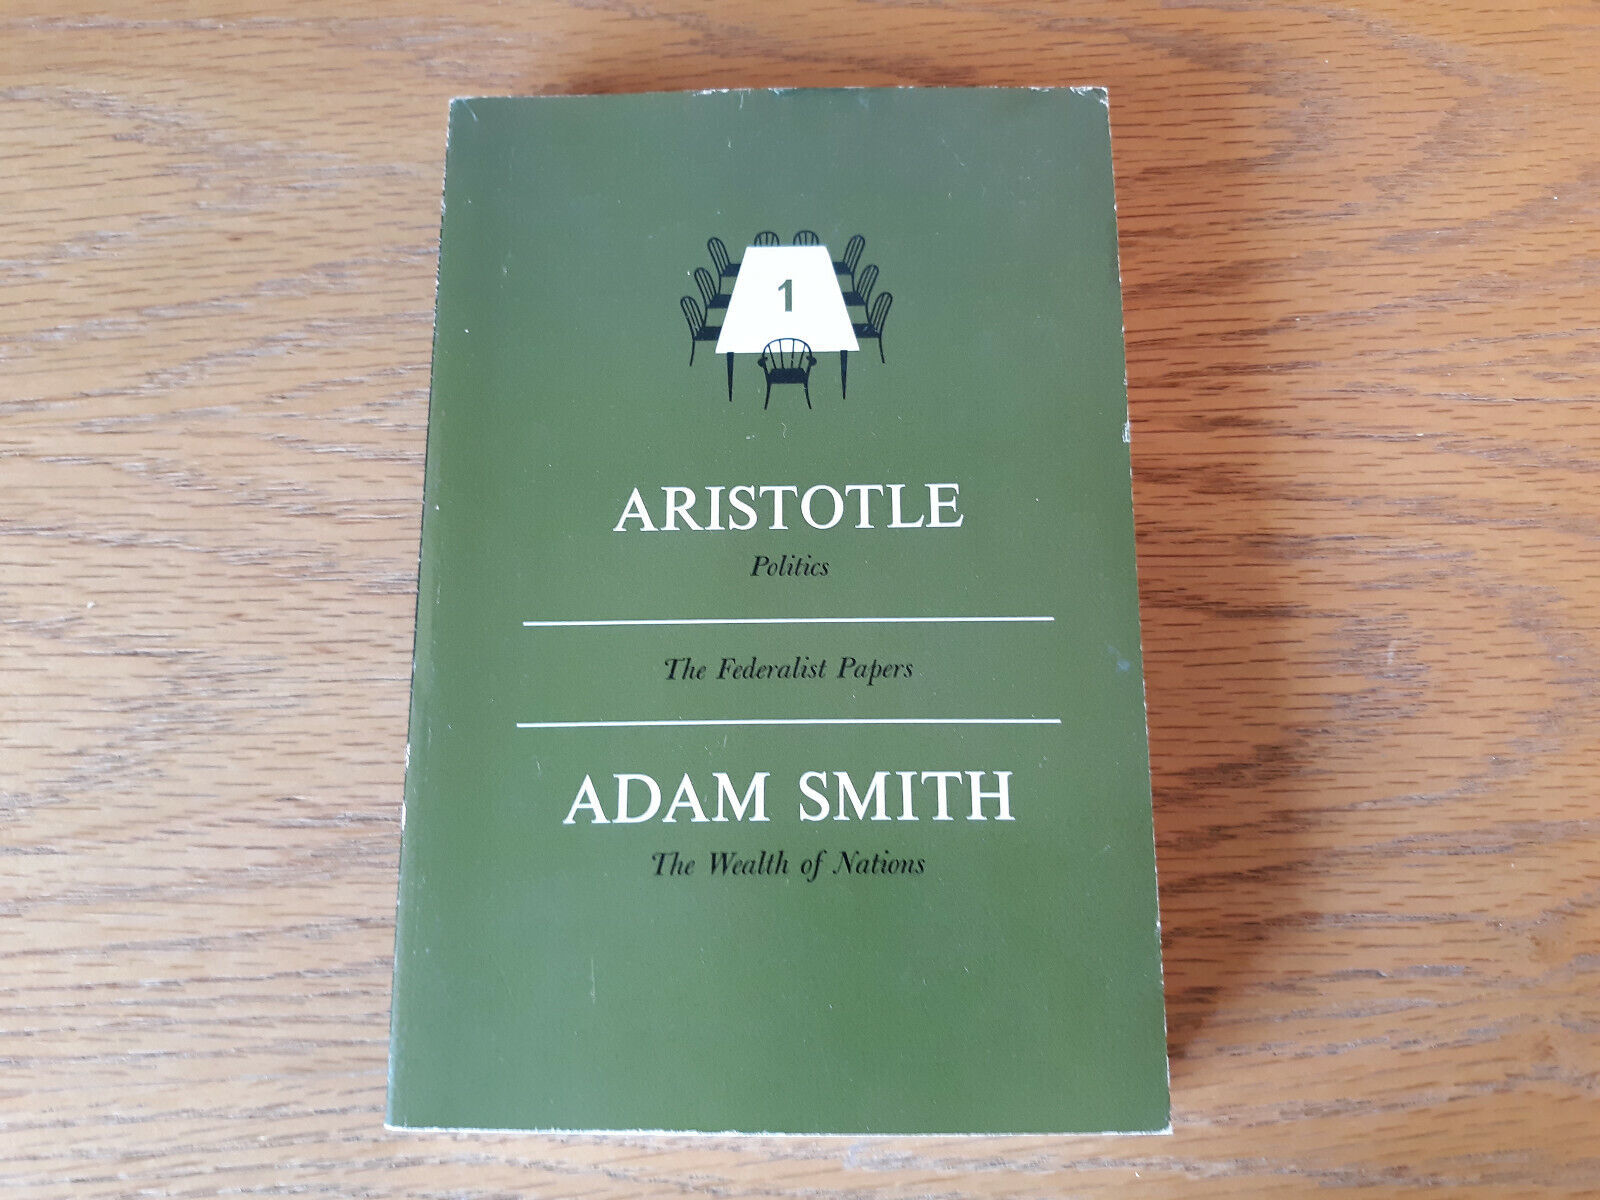 1
ARISTOTLE
Politics
The Federalist Papers
ADAM SMITH
The Wealth of Nations